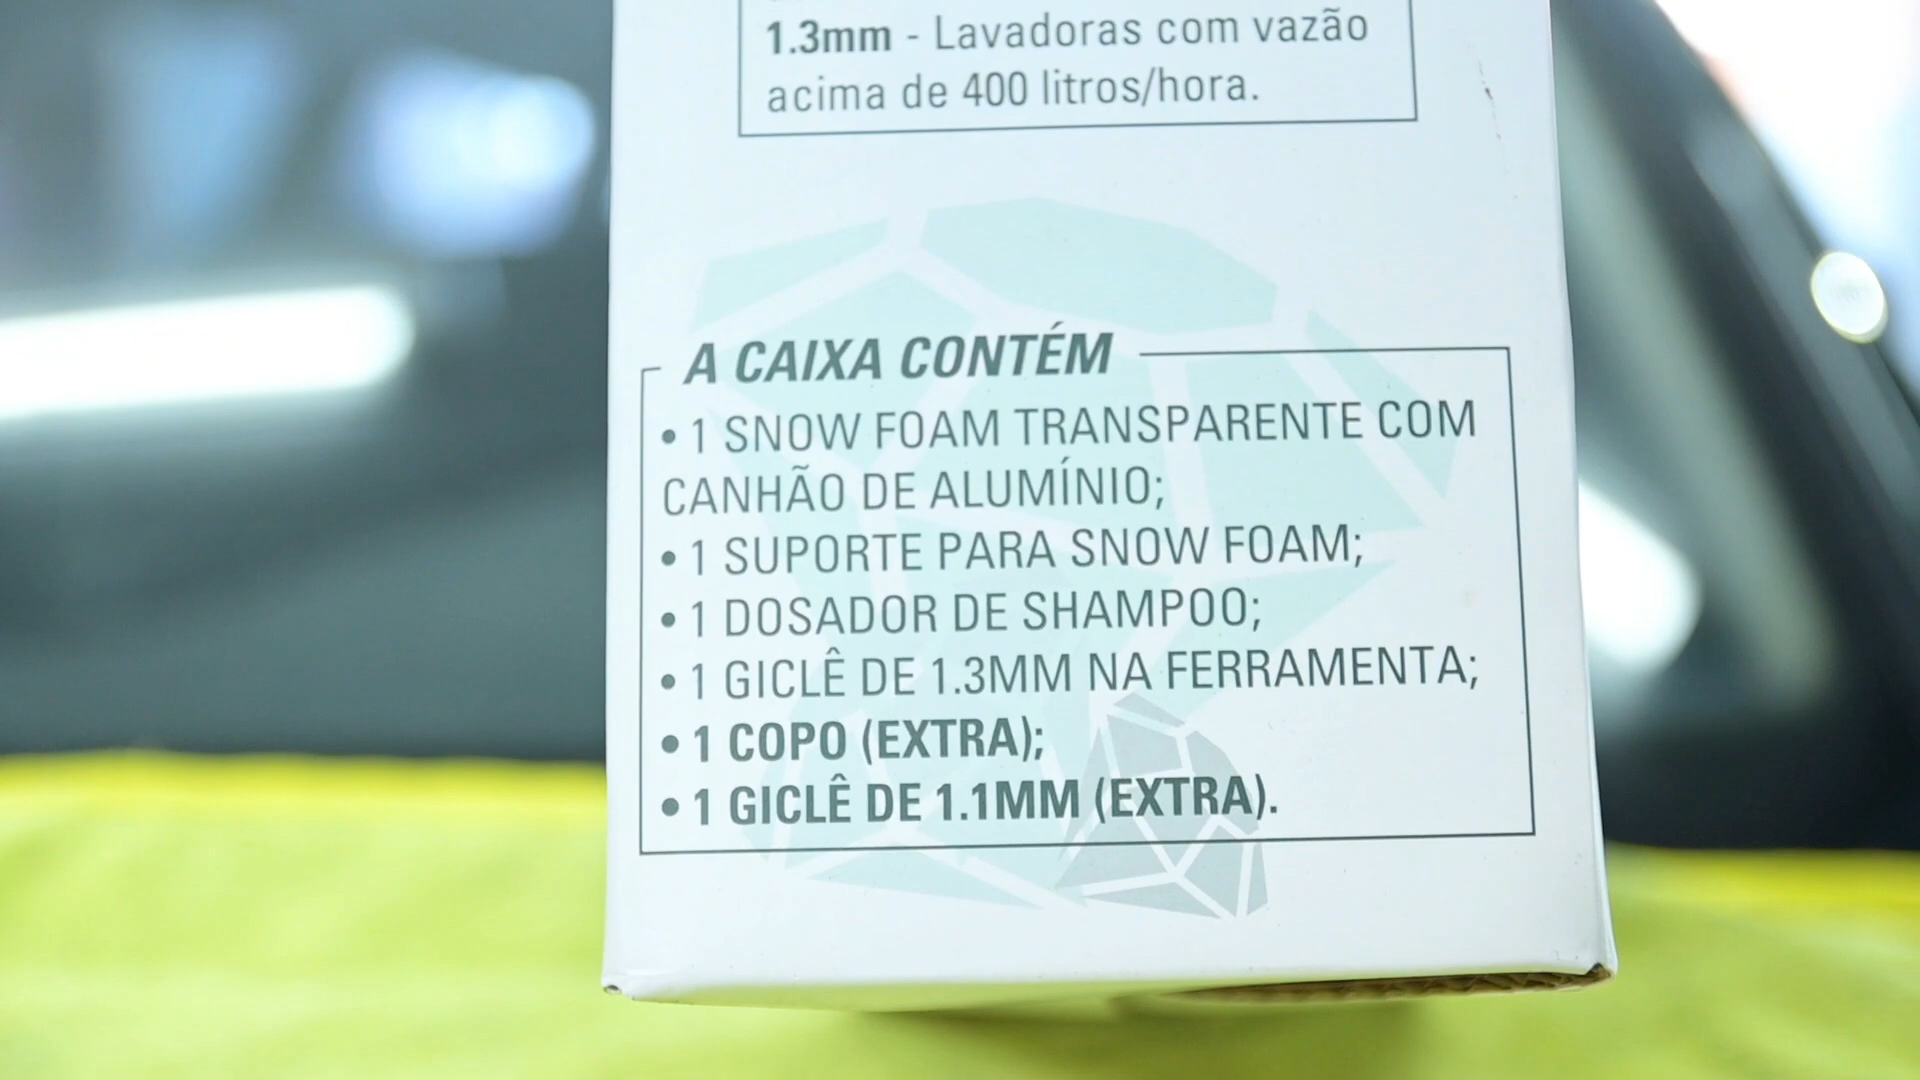 1.3mm - Lavadoras com vazão
acima de 400 litros/hora.
A CAIXA CONTÉM
• 1 SNOW FOAM TRANSPARENTE COM
CANHÃO DE ALUMÍNIO;
• 1 SUPORTE PARA SNOW FOAM;
• 1 DOSADOR DE SHAMPOO;
• 1 GICLÊ DE 1.3MM NA FERRAMENTA;
• 1 COPO (EXTRA);
• 1 GICLÊ DE 1.1MM (EXTRA).